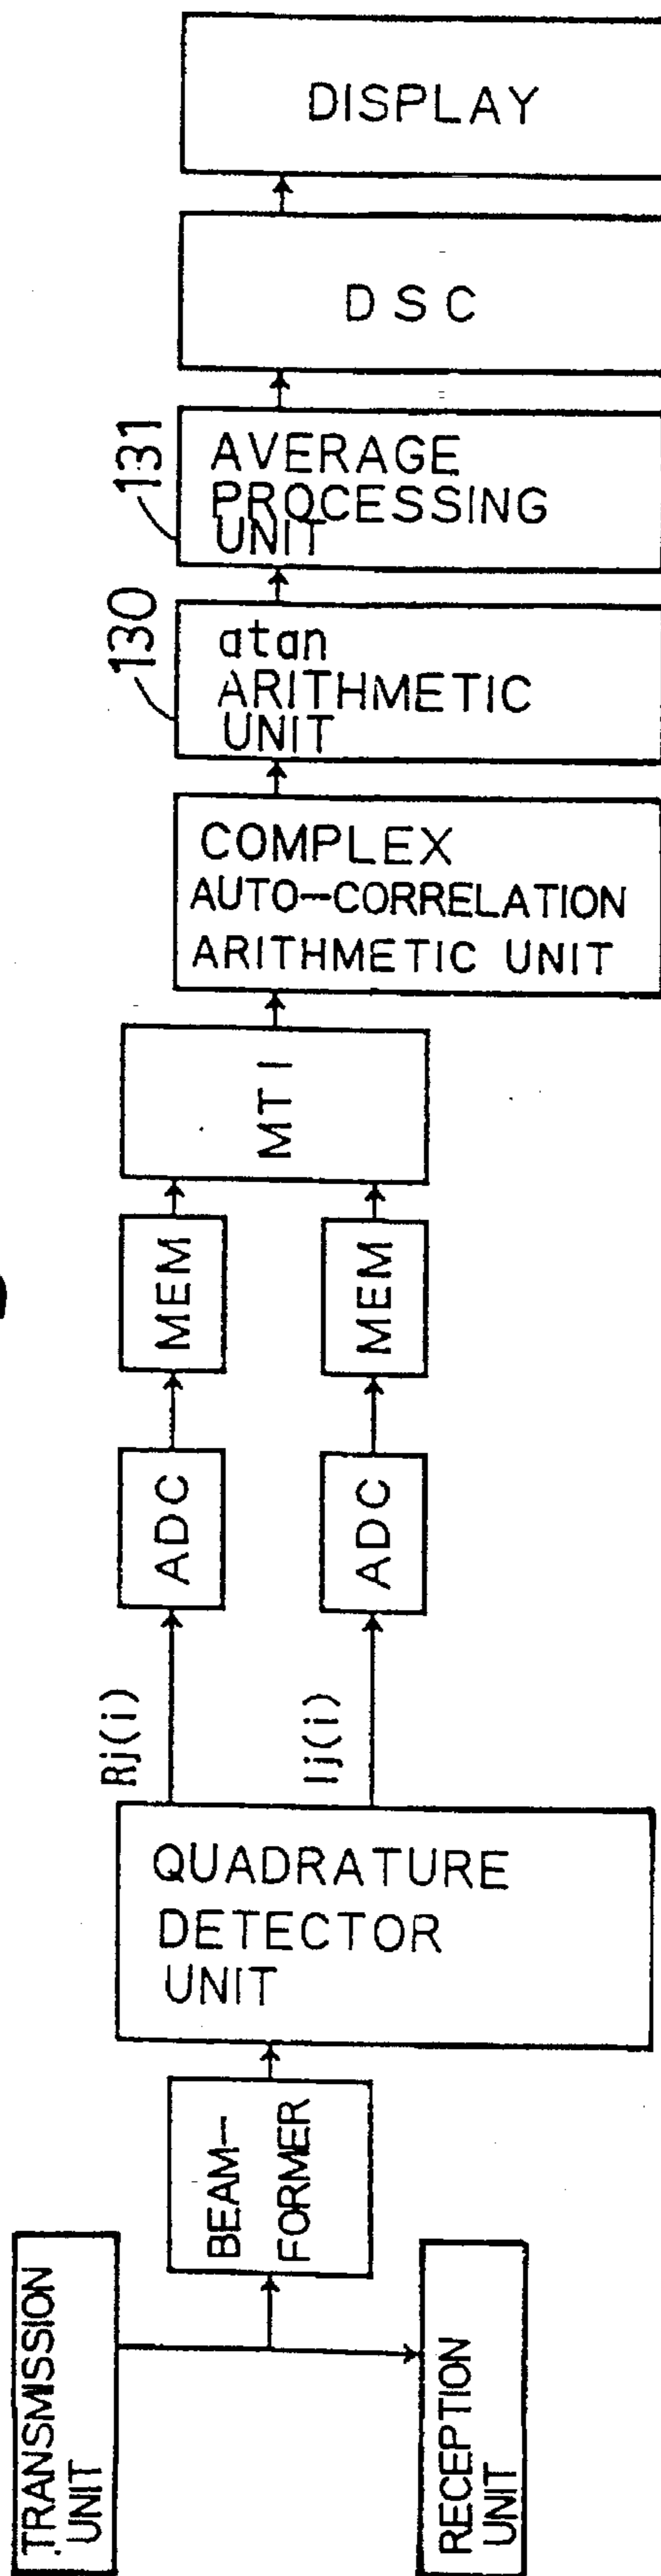 TRANSMISSION
UNIT
RECEPTION
UNIT
BEAM-
FORMER
QUADRATURE
DETECTOR
UNIT
Rj(i)
Ij(i)
ADC
ADC
MEM
MEM
MTI
COMPLEX
AUTO-CORRELATION
ARITHMETIC UNIT
130
atan
ARITHMETIC
UNIT
131
AVERAGE
PROCESSING
UNIT
DSC
DISPLAY